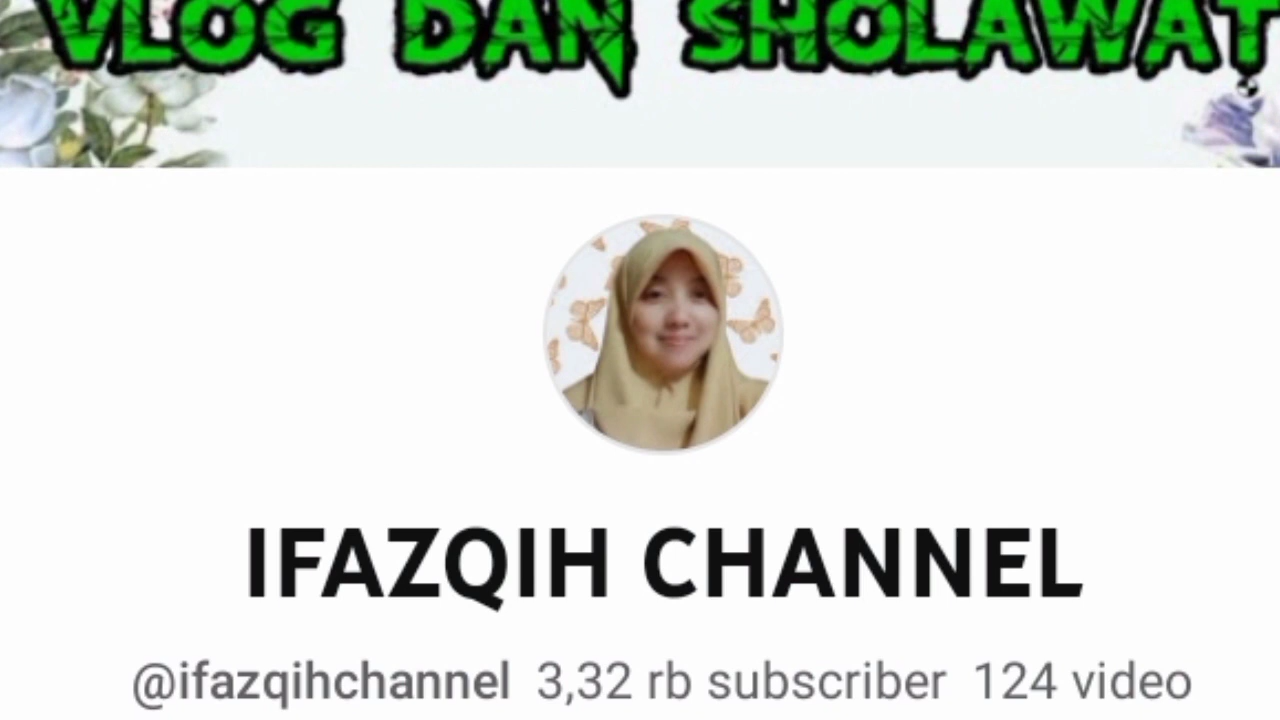 VLOG DAN SHOLAWAT
IFAZQIH CHANNEL
@ifazqihchannel 3,32 rb subscriber 124 video